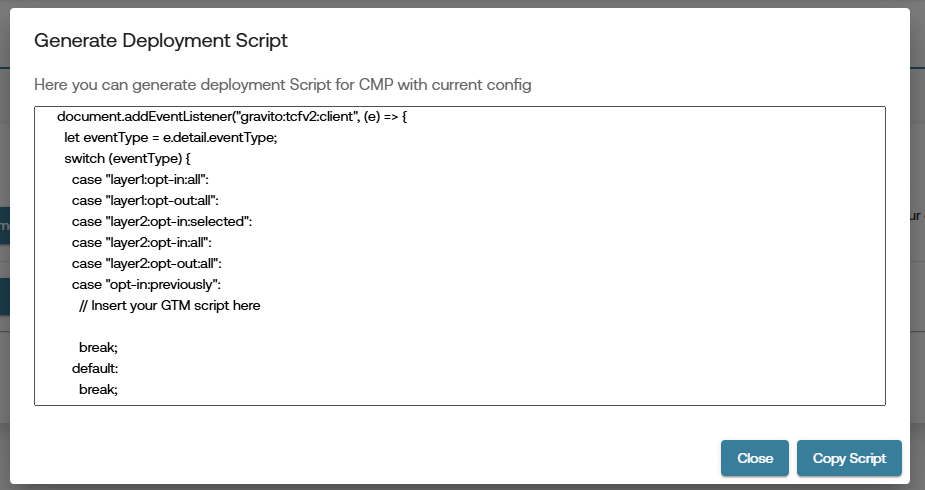 Generate Deployment Script
Here you can generate deployment Script for CMP with current config
document.addEventListener("gravito:tcfv2:client", (e) => {
let eventType = e.detail.eventType;
switch (eventType) {
case "layer1:opt-in:all":
case "layer1:opt-out:all":
case "layer2:opt-in:selected":
case "layer2:opt-in:all":
case "layer2:opt-out:all":
case "opt-in:previously":
// Insert your GTM script here
break;
default:
break;
Close
Copy Script